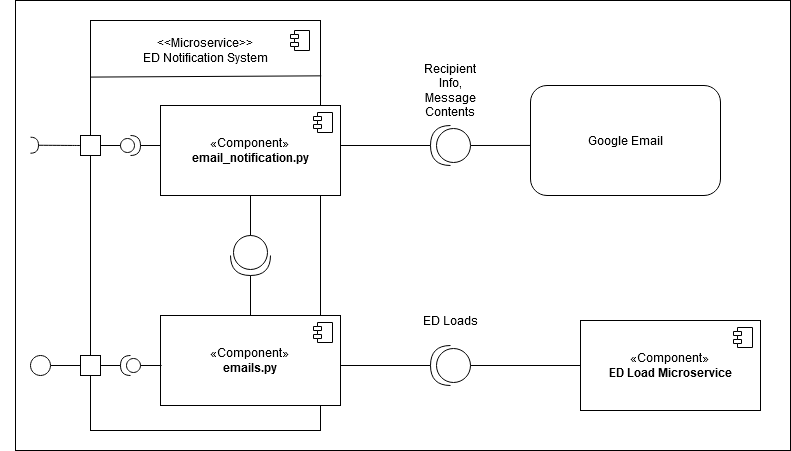 <<Microservice>>
ED Notification System
«Component»
email_notification.py
Recipient
Info,
Message
Contents
Google Email
«Component»
emails.py
ED Loads
«Component»
ED Load Microservice